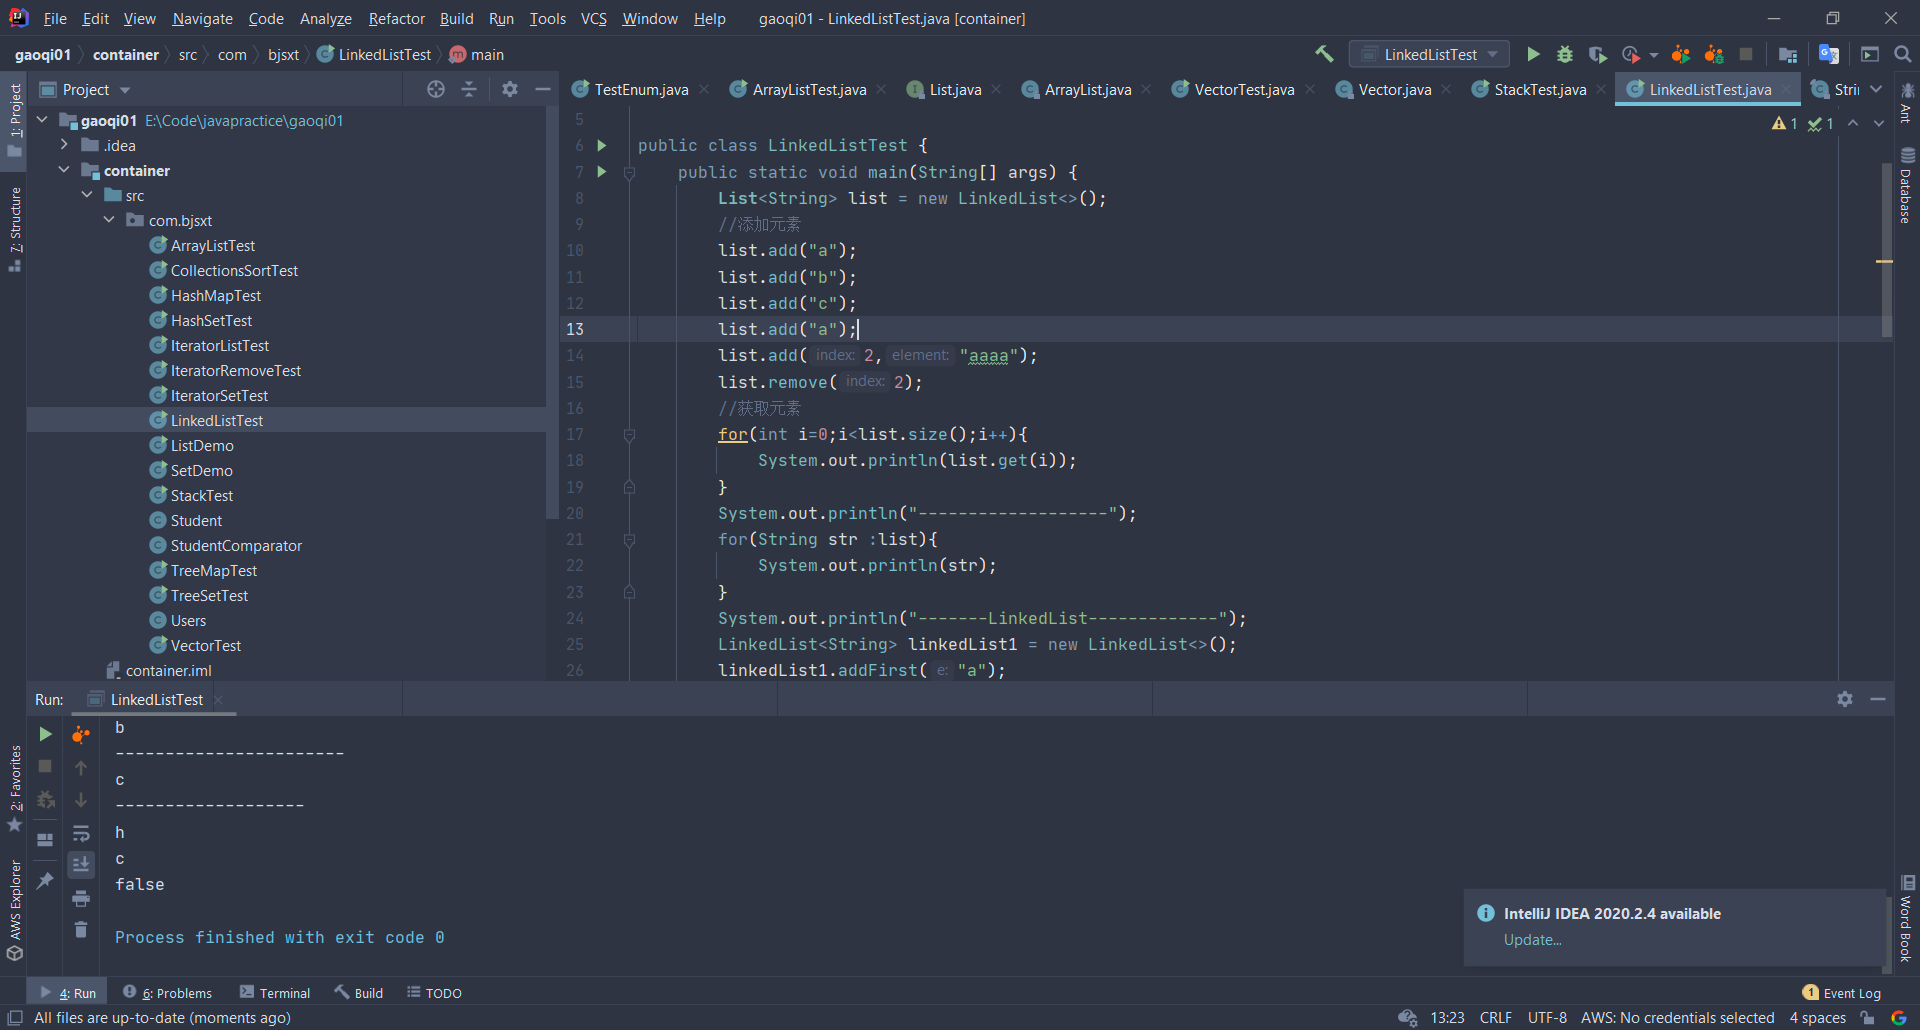 File Edit View Navigate Code Analyze Refactor Build Run Tools VCS Window Help gaoqi01 - LinkedListTest.java [container]
gaoqi01 container src com bjsxt LinkedListTest main LinkedListTest
1: Project
7: Structure
2: Favorites
AWS Explorer
Project
gaoqi01 E:\Code\javapractice\gaoqi01
.idea
container
src
com.bjsxt
ArrayListTest
CollectionsSortTest
HashMapTest
HashSetTest
IteratorListTest
IteratorRemoveTest
IteratorSetTest
LinkedListTest
ListDemo
SetDemo
StackTest
Student
StudentComparator
TreeMapTest
TreeSetTest
Users
VectorTest
container.iml
TestEnum.java ArrayListTest.java List.java ArrayList.java VectorTest.java Vector.java StackTest.java LinkedListTest.java Stri
1 1
5
6 public class LinkedListTest {
7 public static void main(String[] args) {
8 List<String> list = new LinkedList<>();
9 //添加元素
10 list.add("a");
11 list.add("b");
12 list.add("c");
13 list.add("a");
14 list.add( index: 2, element: "aaaa");
15 list.remove( index: 2);
16 //获取元素
17 for(int i=0;i<list.size();i++){
18 System.out.println(list.get(i));
19 }
20 System.out.println("-------------------");
21 for(String str :list){
22 System.out.println(str);
23 }
24 System.out.println("-------LinkedList-------------");
25 LinkedList<String> linkedList1 = new LinkedList<>();
26 linkedList1.addFirst( e: "a");
Ant
Database
Word Book
Run: LinkedListTest
b
-----------------------
c
-------------------
h
c
false
Process finished with exit code 0
IntelliJ IDEA 2020.2.4 available
Update...
4: Run 6: Problems Terminal Build TODO 1 Event Log
All files are up-to-date (moments ago) 13:23 CRLF UTF-8 AWS: No credentials selected 4 spaces